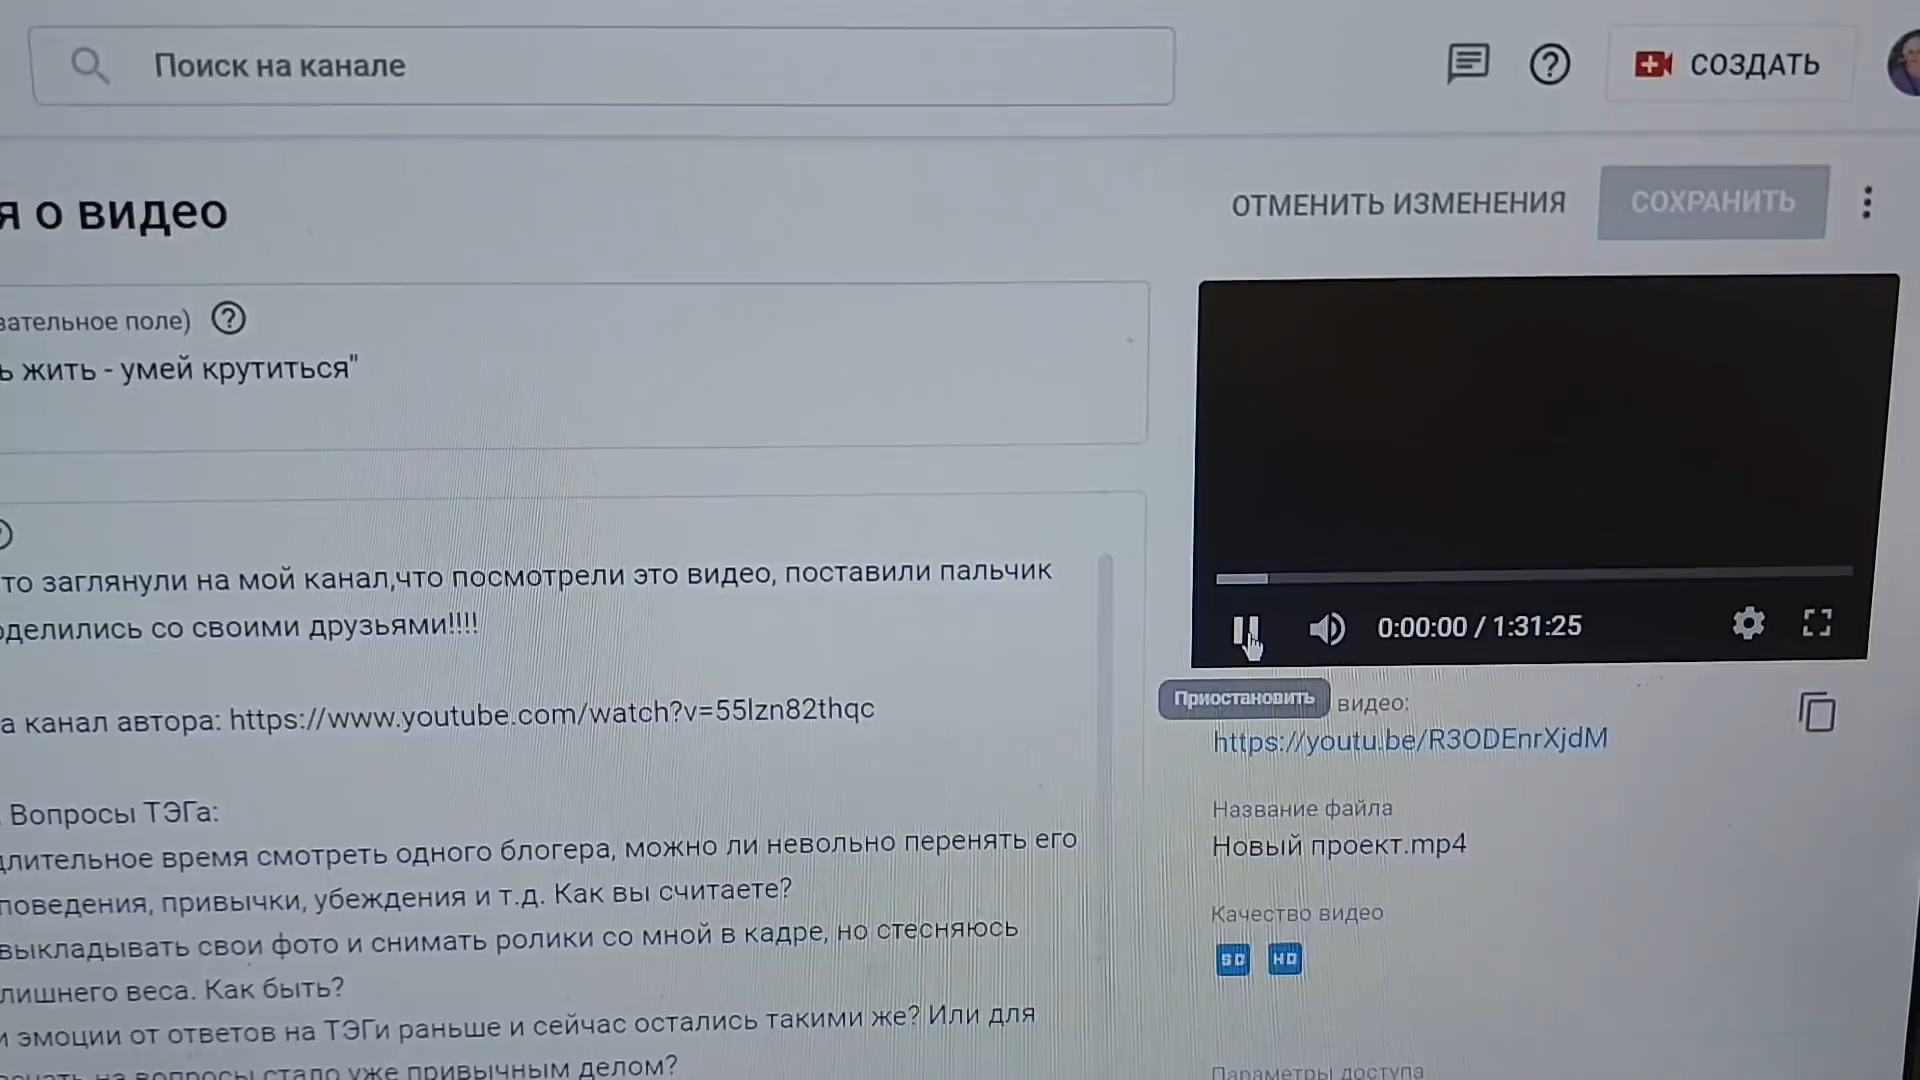 Поиск на канале
СОЗДАТЬ
я о видео
ОТМЕНИТЬ ИЗМЕНЕНИЯ
СОХРАНИТЬ
зательное поле)
ь жить - умей крутиться"
то заглянули на мой канал,что посмотрели это видео, поставили пальчик
оделились со своими друзьями!!!!
а канал автора: https://www.youtube.com/watch?v=55lzn82thqc
. Вопросы ТЭГа:
длительное время смотреть одного блогера, можно ли невольно перенять его
поведения, привычки, убеждения и т.д. Как вы считаете?
выкладывать свои фото и снимать ролики со мной в кадре, но стесняюсь
лишнего веса. Как быть?
и эмоции от ответов на ТЭГи раньше и сейчас остались такими же? Или для
на вопросы стало уже привычным делом?
0:00:00 / 1:31:25
Приостановить
видео:
https://youtu.be/R3ODEnrXjdM
Название файла
Новый проект.mp4
Качество видео
SD HD
Параметры доступа